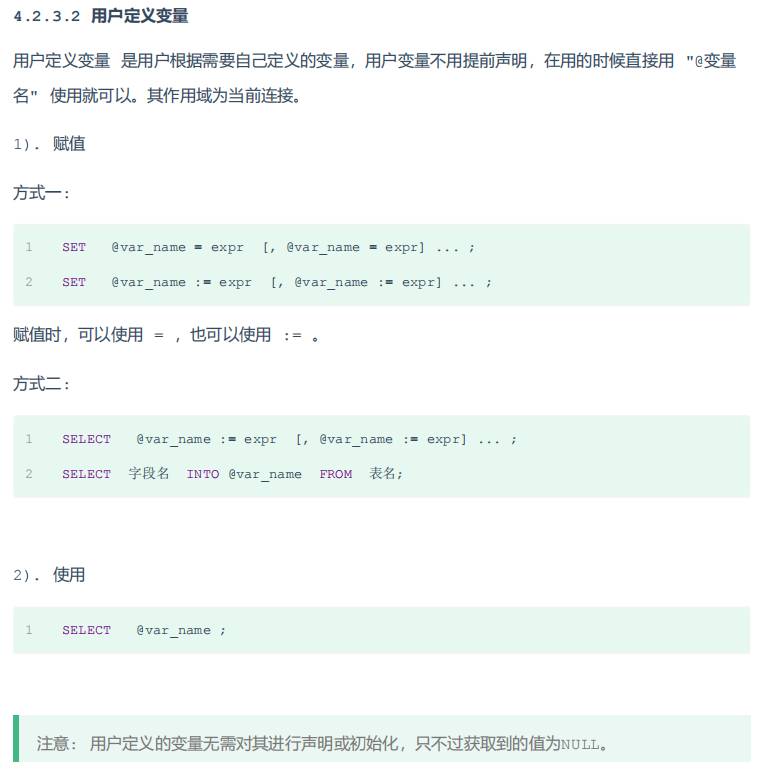 4.2.3.2 用户定义变量
用户定义变量 是用户根据需要自己定义的变量，用户变量不用提前声明，在用的时候直接用 "@变量
名" 使用就可以。其作用域为当前连接。
1). 赋值
方式一:
1 SET @var_name = expr [, @var_name = expr] ... ;
2 SET @var_name := expr [, @var_name := expr] ... ;
赋值时，可以使用 = ，也可以使用 := 。
方式二:
1 SELECT @var_name := expr [, @var_name := expr] ... ;
2 SELECT 字段名 INTO @var_name FROM 表名;
2). 使用
1 SELECT @var_name ;
注意: 用户定义的变量无需对其进行声明或初始化，只不过获取到的值为NULL。